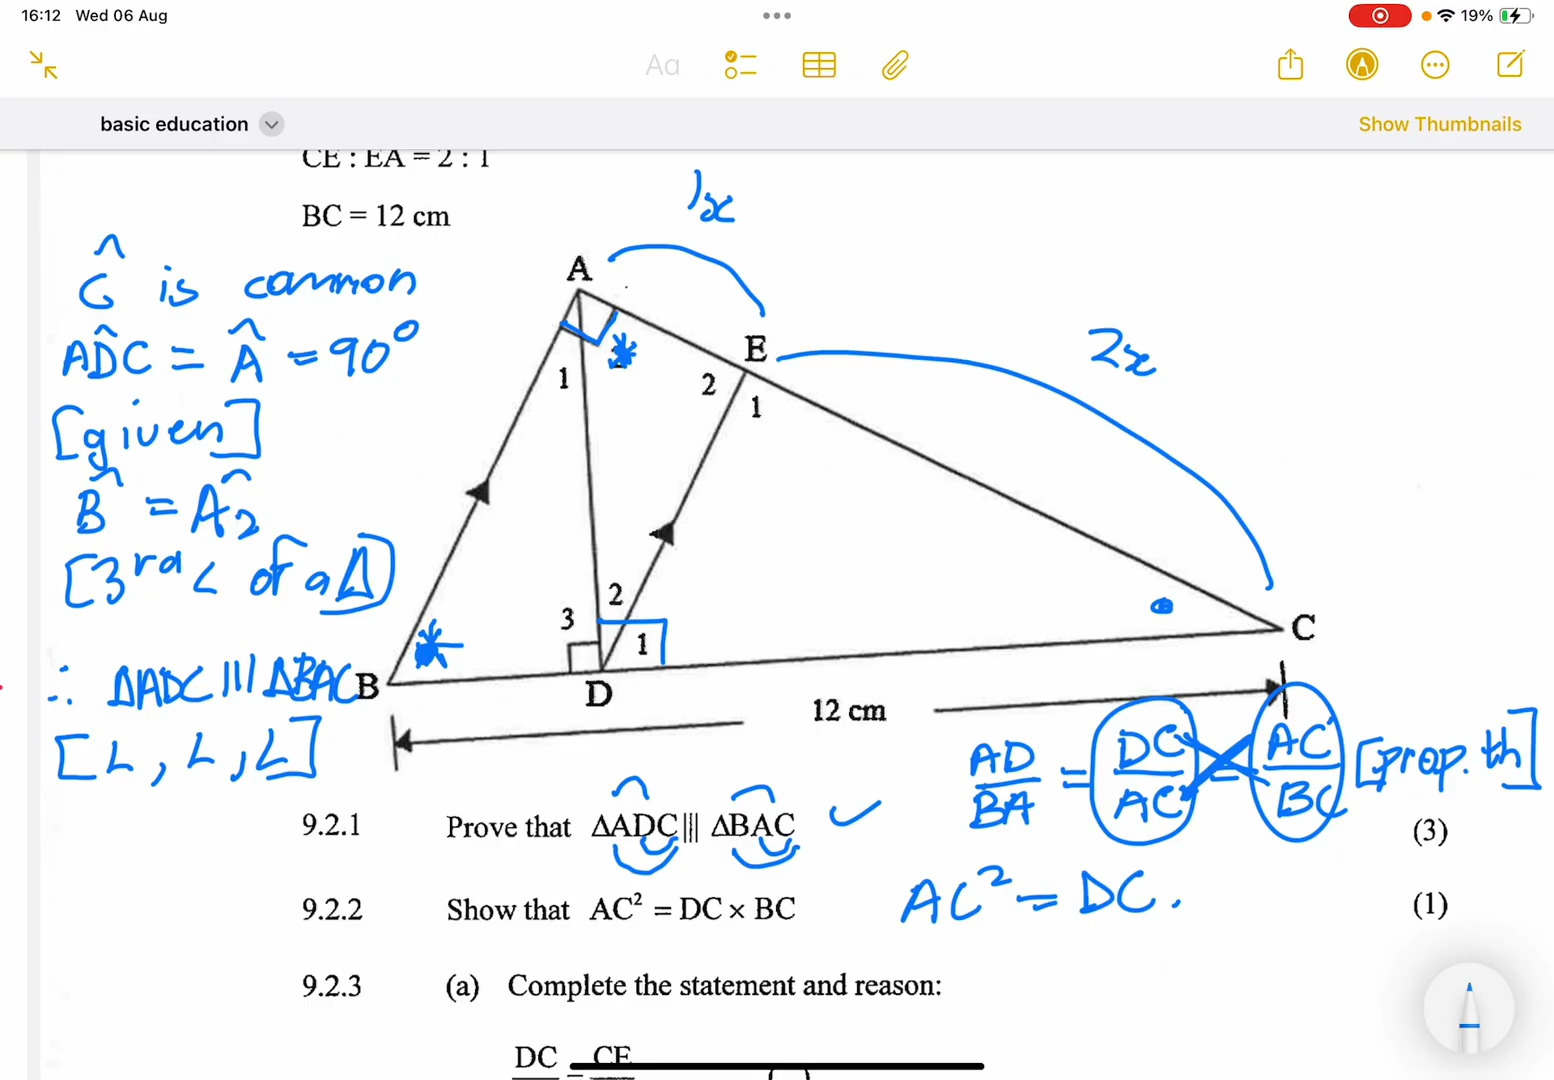 16:12 Wed 06 Aug
19%
Aa
basic education
Show Thumbnails
CE : EA = 2 : 1
BC = 12 cm
1x
2x
Ĉ is common
AD̂C = Â = 90°
[given]
B̂ = Â2
[3rd < of a Δ]
∴ ΔADC ||| ΔBAC
[L, L, L]
A
E
1
2
1
2
3
1
B
D
C
12 cm
AD/BA = DC/AC = AC/BC [prop. th]
9.2.1 Prove that ΔADC ||| ΔBAC ✓ (3)
9.2.2 Show that AC² = DC × BC AC² = DC . (1)
9.2.3 (a) Complete the statement and reason:
DC = CE